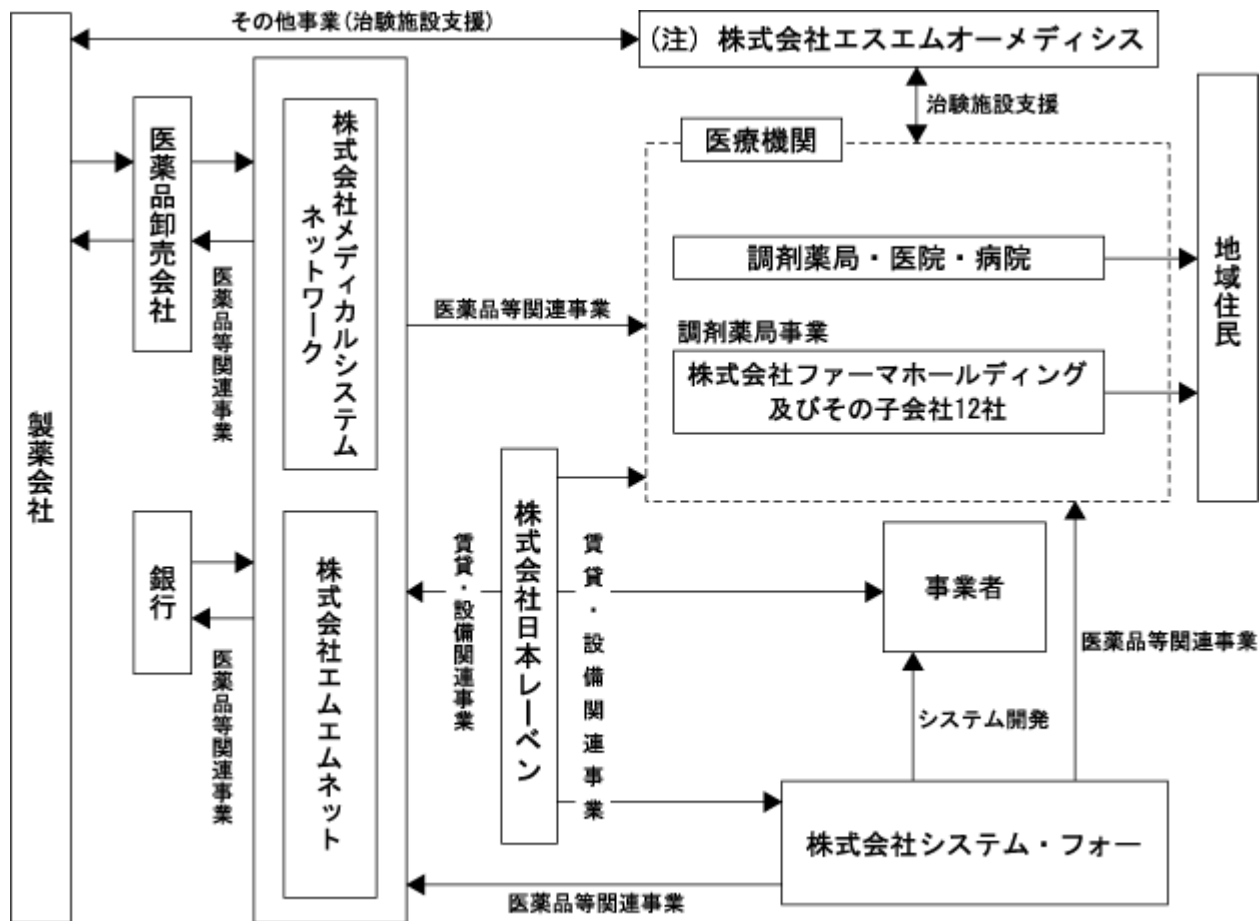 その他事業(治験施設支援)
(注) 株式会社エスエムオーメディシス
治験施設支援
製薬会社
医薬品卸売会社
医薬品等関連事業
株式会社メディカルシステム
ネットワーク
医療機関
調剤薬局・医院・病院
地域住民
医薬品等関連事業
調剤薬局事業
株式会社ファーマホールディング
及びその子会社12社
銀行
医薬品等関連事業
株式会社エムエムネット
賃貸・設備関連事業
株式会社日本レーベン
賃貸・設備関連事業
事業者
システム開発
医薬品等関連事業
株式会社システム・フォー
医薬品等関連事業